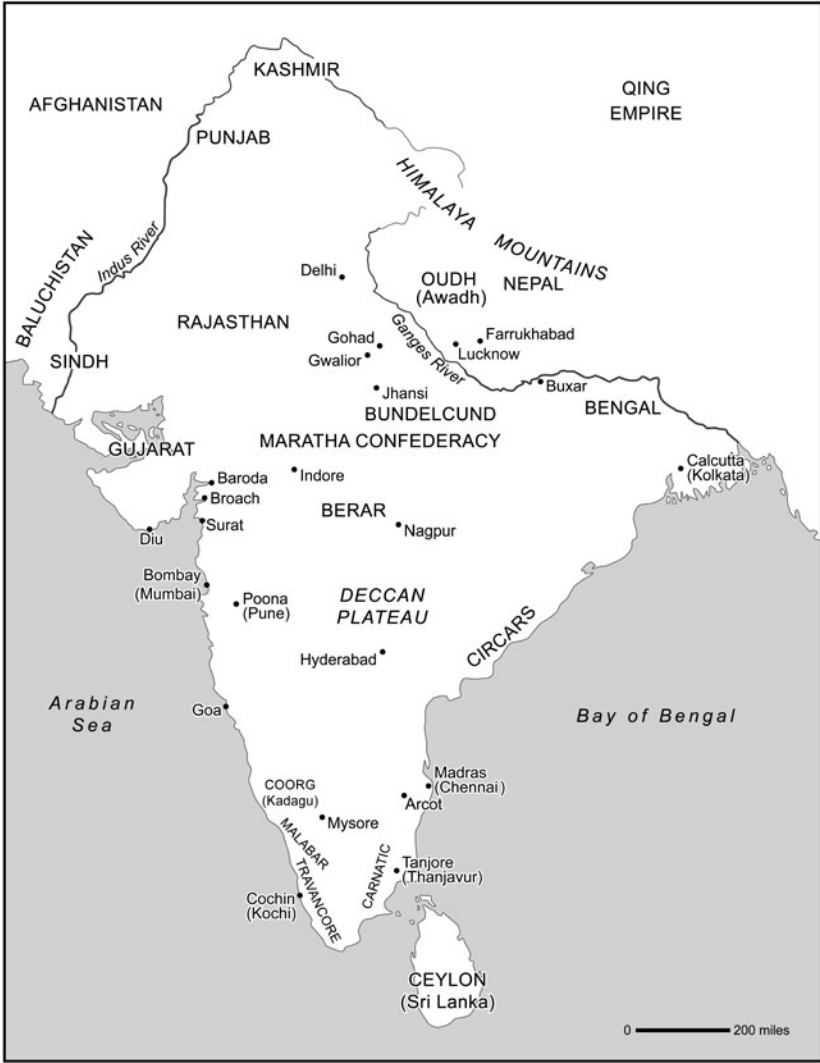 KASHMIR
AFGHANISTAN
QING
EMPIRE
PUNJAB
HIMALAYA
MOUNTAINS
Indus River
BALUCHISTAN
Delhi
OUDH
(Awadh)
NEPAL
RAJASTHAN
Gohad
Gwalior
Ganges River
Farrukhabad
Lucknow
SINDH
Jhansi
Buxar
BUNDELCUND
BENGAL
MARATHA CONFEDERACY
GUJARAT
Indore
Calcutta
(Kolkata)
Baroda
Broach
BERAR
Surat
Nagpur
Diu
Bombay
(Mumbai)
Poona
(Pune)
DECCAN
PLATEAU
CIRCARS
Hyderabad
Arabian
Sea
Goa
Bay of Bengal
Madras
(Chennai)
COORG
(Kadagu)
Arcot
Mysore
MALABAR
TRAVANCORE
CARNATIC
Tanjore
(Thanjavur)
Cochin
(Kochi)
CEYLON
(Sri Lanka)
0 200 miles